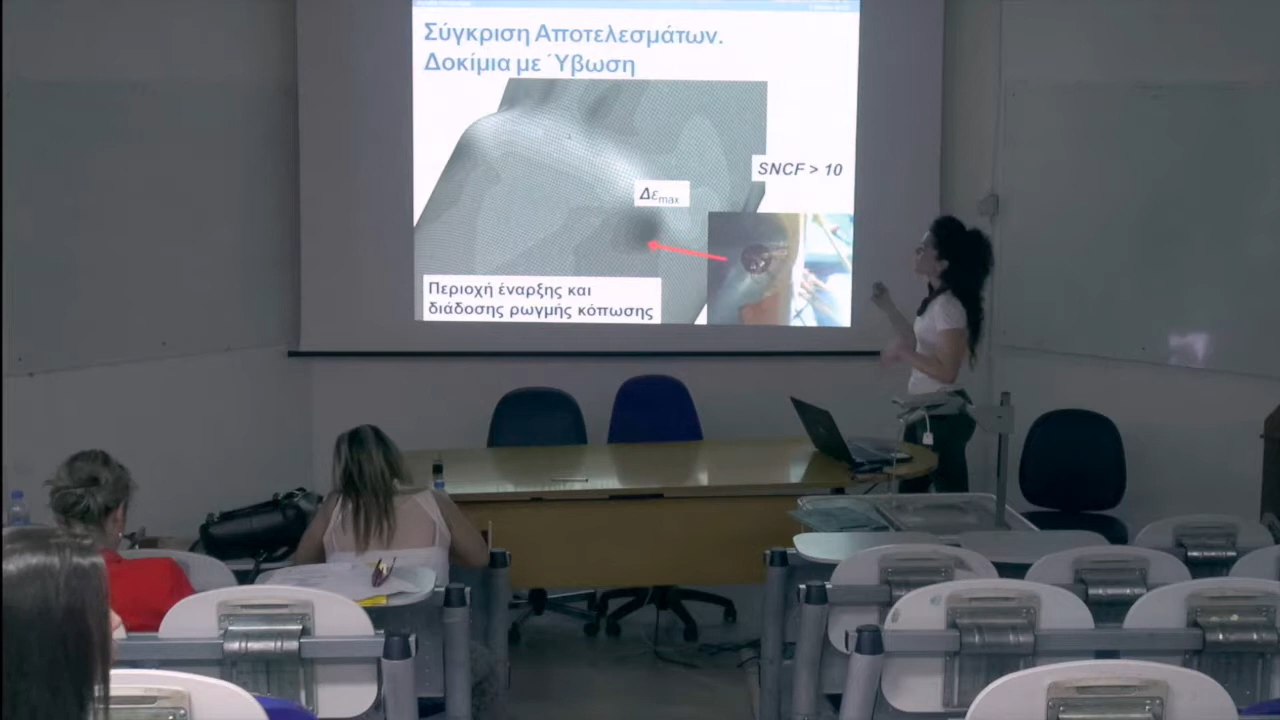 Σύγκριση Αποτελεσμάτων.
Δοκίμια με Ύβωση
SNCF > 10
Δεmax
Περιοχή έναρξης και
διάδοσης ρωγμής κόπωσης